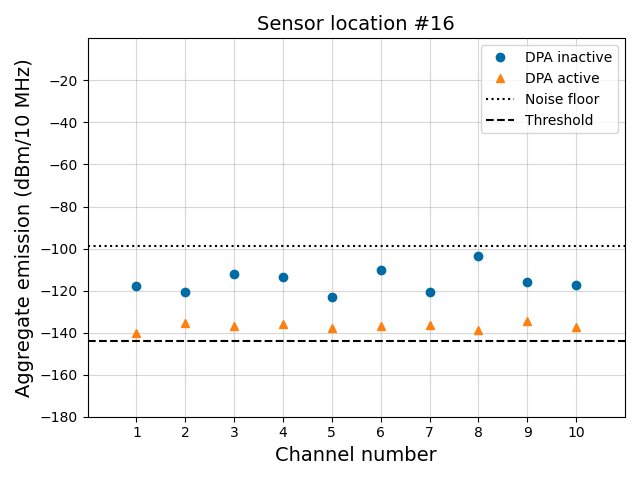 Sensor location #16
Aggregate emission (dBm/10 MHz)
−20
−40
−60
−80
−100
−120
−140
−160
−180
DPA inactive
DPA active
Noise floor
Threshold
1 2 3 4 5 6 7 8 9 10
Channel number